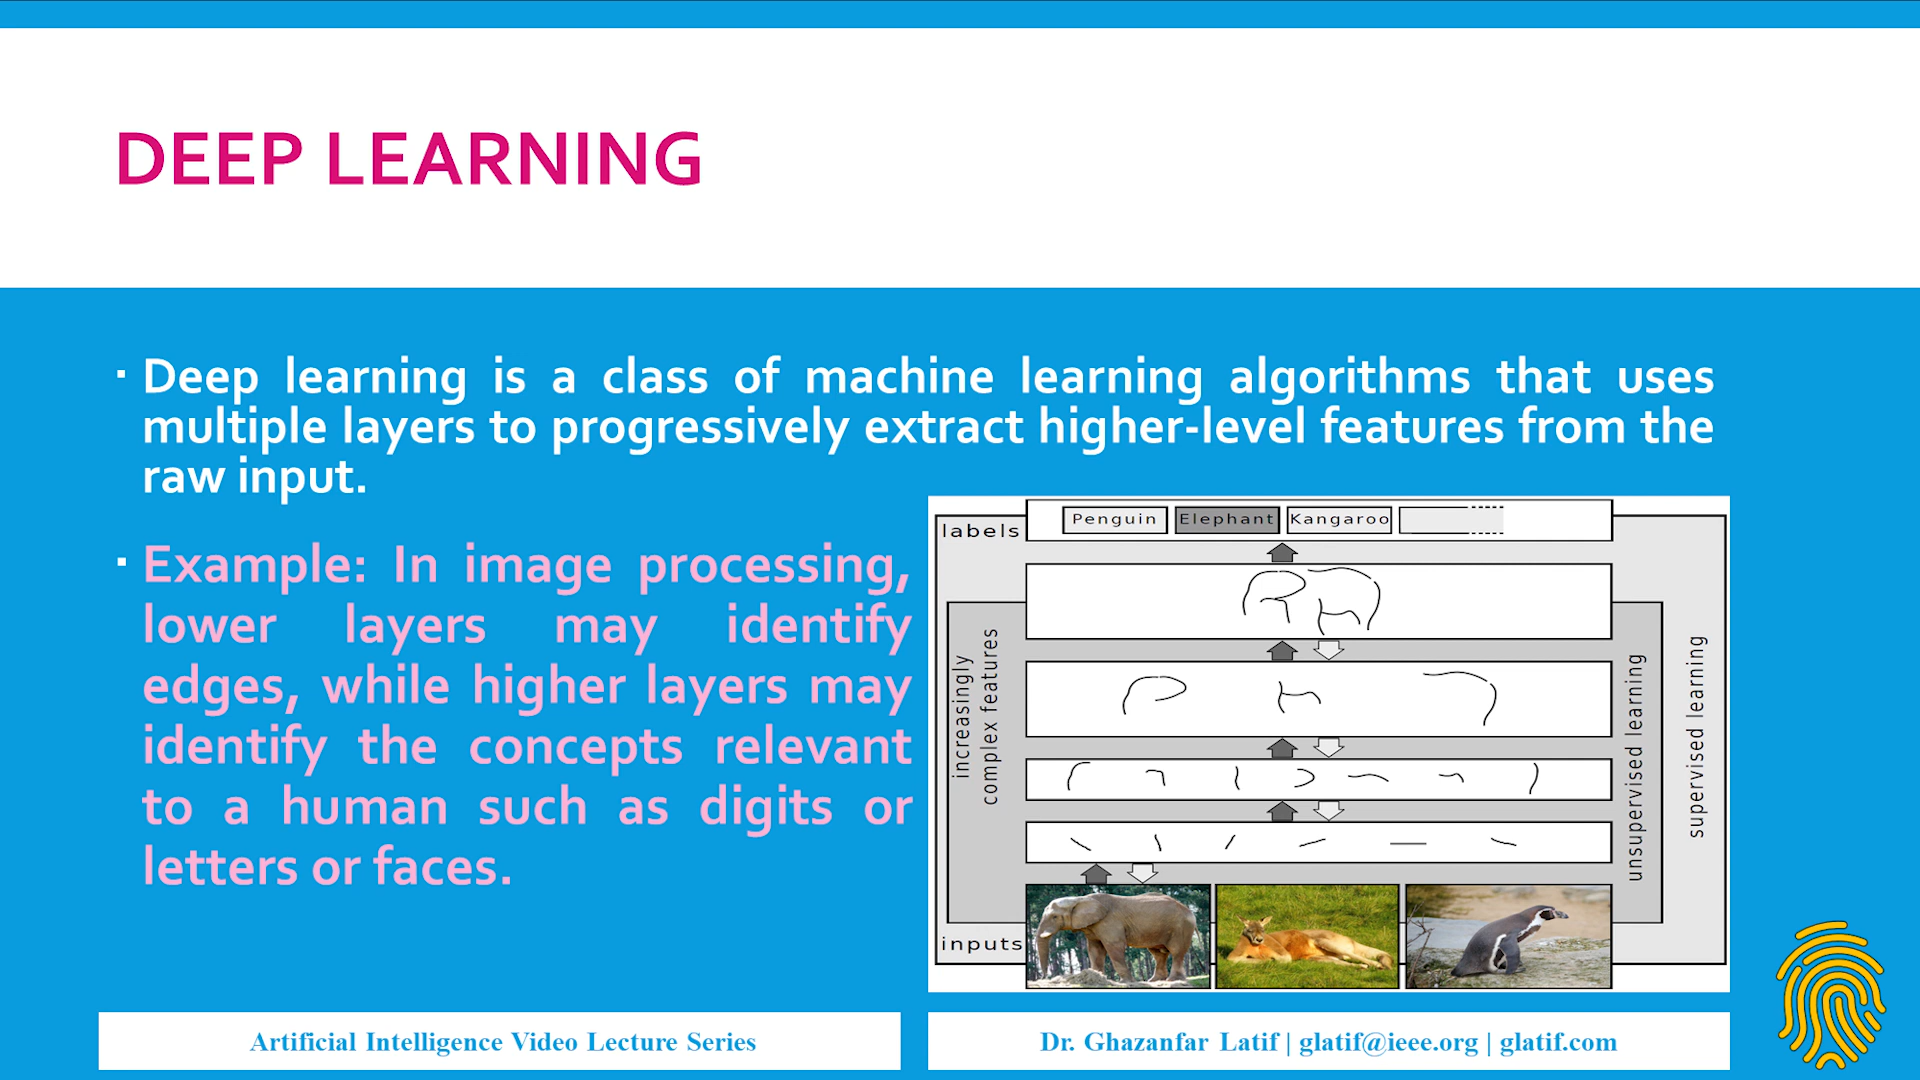 DEEP LEARNING
▪ Deep learning is a class of machine learning algorithms that uses
multiple layers to progressively extract higher-level features from the
raw input.
▪ Example: In image processing,
lower layers may identify
edges, while higher layers may
identify the concepts relevant
to a human such as digits or
letters or faces.
labels
Penguin Elephant Kangaroo
increasingly
complex features
unsupervised learning
supervised learning
inputs
Artificial Intelligence Video Lecture Series
Dr. Ghazanfar Latif | glatif@ieee.org | glatif.com